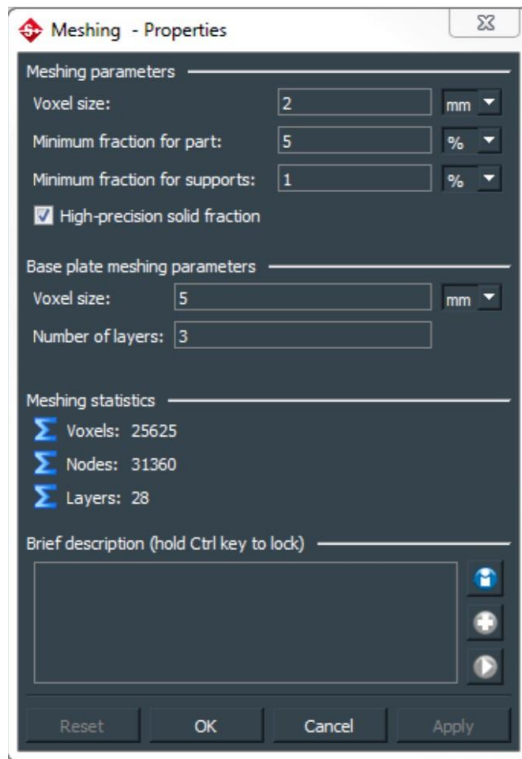 Meshing - Properties
Meshing parameters
Voxel size: 2 mm
Minimum fraction for part: 5 %
Minimum fraction for supports: 1 %
High-precision solid fraction
Base plate meshing parameters
Voxel size: 5 mm
Number of layers: 3
Meshing statistics
Voxels: 25625
Nodes: 31360
Layers: 28
Brief description (hold Ctrl key to lock)
Reset OK Cancel Apply